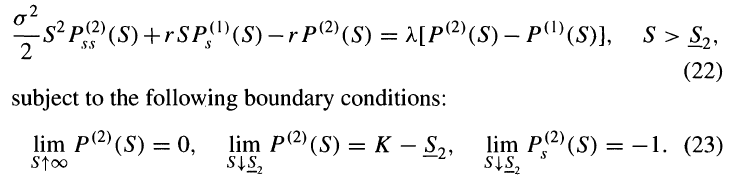 \frac{\sigma^2}{2} S^2 P_{ss}^{(2)}(S) + rSP_s^{(1)}(S) - rP^{(2)}(S) = \lambda[P^{(2)}(S) - P^{(1)}(S)], \quad S > \underline{S}_2,
(22)
subject to the following boundary conditions:
\lim_{S \uparrow \infty} P^{(2)}(S) = 0, \quad \lim_{S \downarrow \underline{S}_2} P^{(2)}(S) = K - \underline{S}_2, \quad \lim_{S \downarrow \underline{S}_2} P_s^{(2)}(S) = -1. (23)